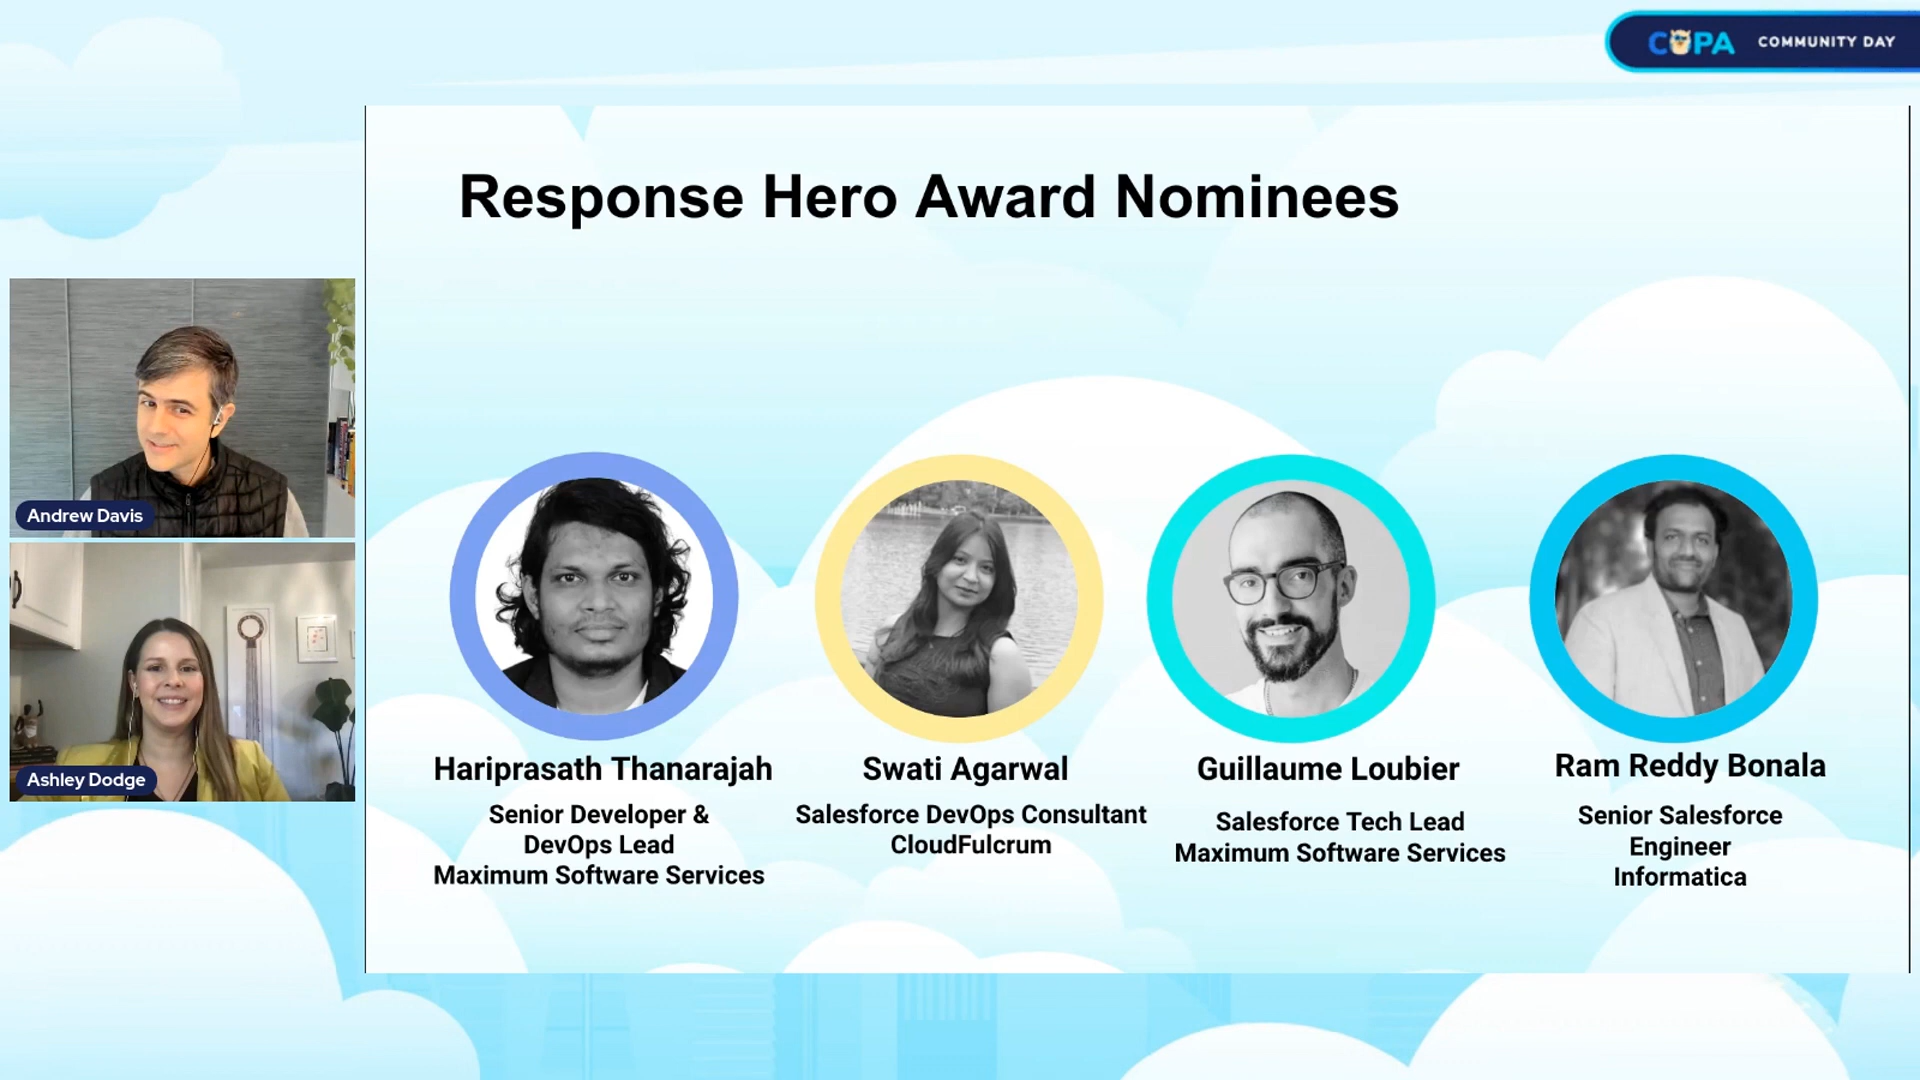 COPA COMMUNITY DAY
Response Hero Award Nominees
Andrew Davis
Ashley Dodge
Hariprasath Thanarajah
Senior Developer &
DevOps Lead
Maximum Software Services
Swati Agarwal
Salesforce DevOps Consultant
CloudFulcrum
Guillaume Loubier
Salesforce Tech Lead
Maximum Software Services
Ram Reddy Bonala
Senior Salesforce
Engineer
Informatica